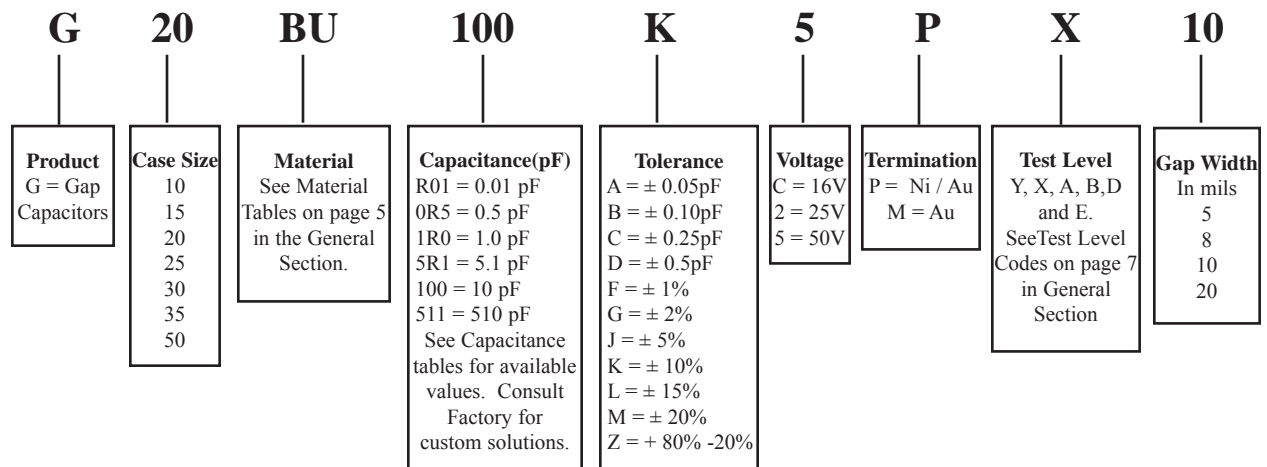 G 20 BU 100 K 5 P X 10
Product
G = Gap
Capacitors
Case Size
10
15
20
25
30
35
50
Material
See Material
Tables on page 5
in the General
Section.
Capacitance(pF)
R01 = 0.01 pF
0R5 = 0.5 pF
1R0 = 1.0 pF
5R1 = 5.1 pF
100 = 10 pF
511 = 510 pF
See Capacitance
tables for available
values. Consult
Factory for
custom solutions.
Tolerance
A = ± 0.05pF
B = ± 0.10pF
C = ± 0.25pF
D = ± 0.5pF
F = ± 1%
G = ± 2%
J = ± 5%
K = ± 10%
L = ± 15%
M = ± 20%
Z = + 80% -20%
Voltage
C = 16V
2 = 25V
5 = 50V
Termination
P = Ni / Au
M = Au
Test Level
Y, X, A, B,D
and E.
SeeTest Level
Codes on page 7
in General
Section
Gap Width
In mils
5
8
10
20